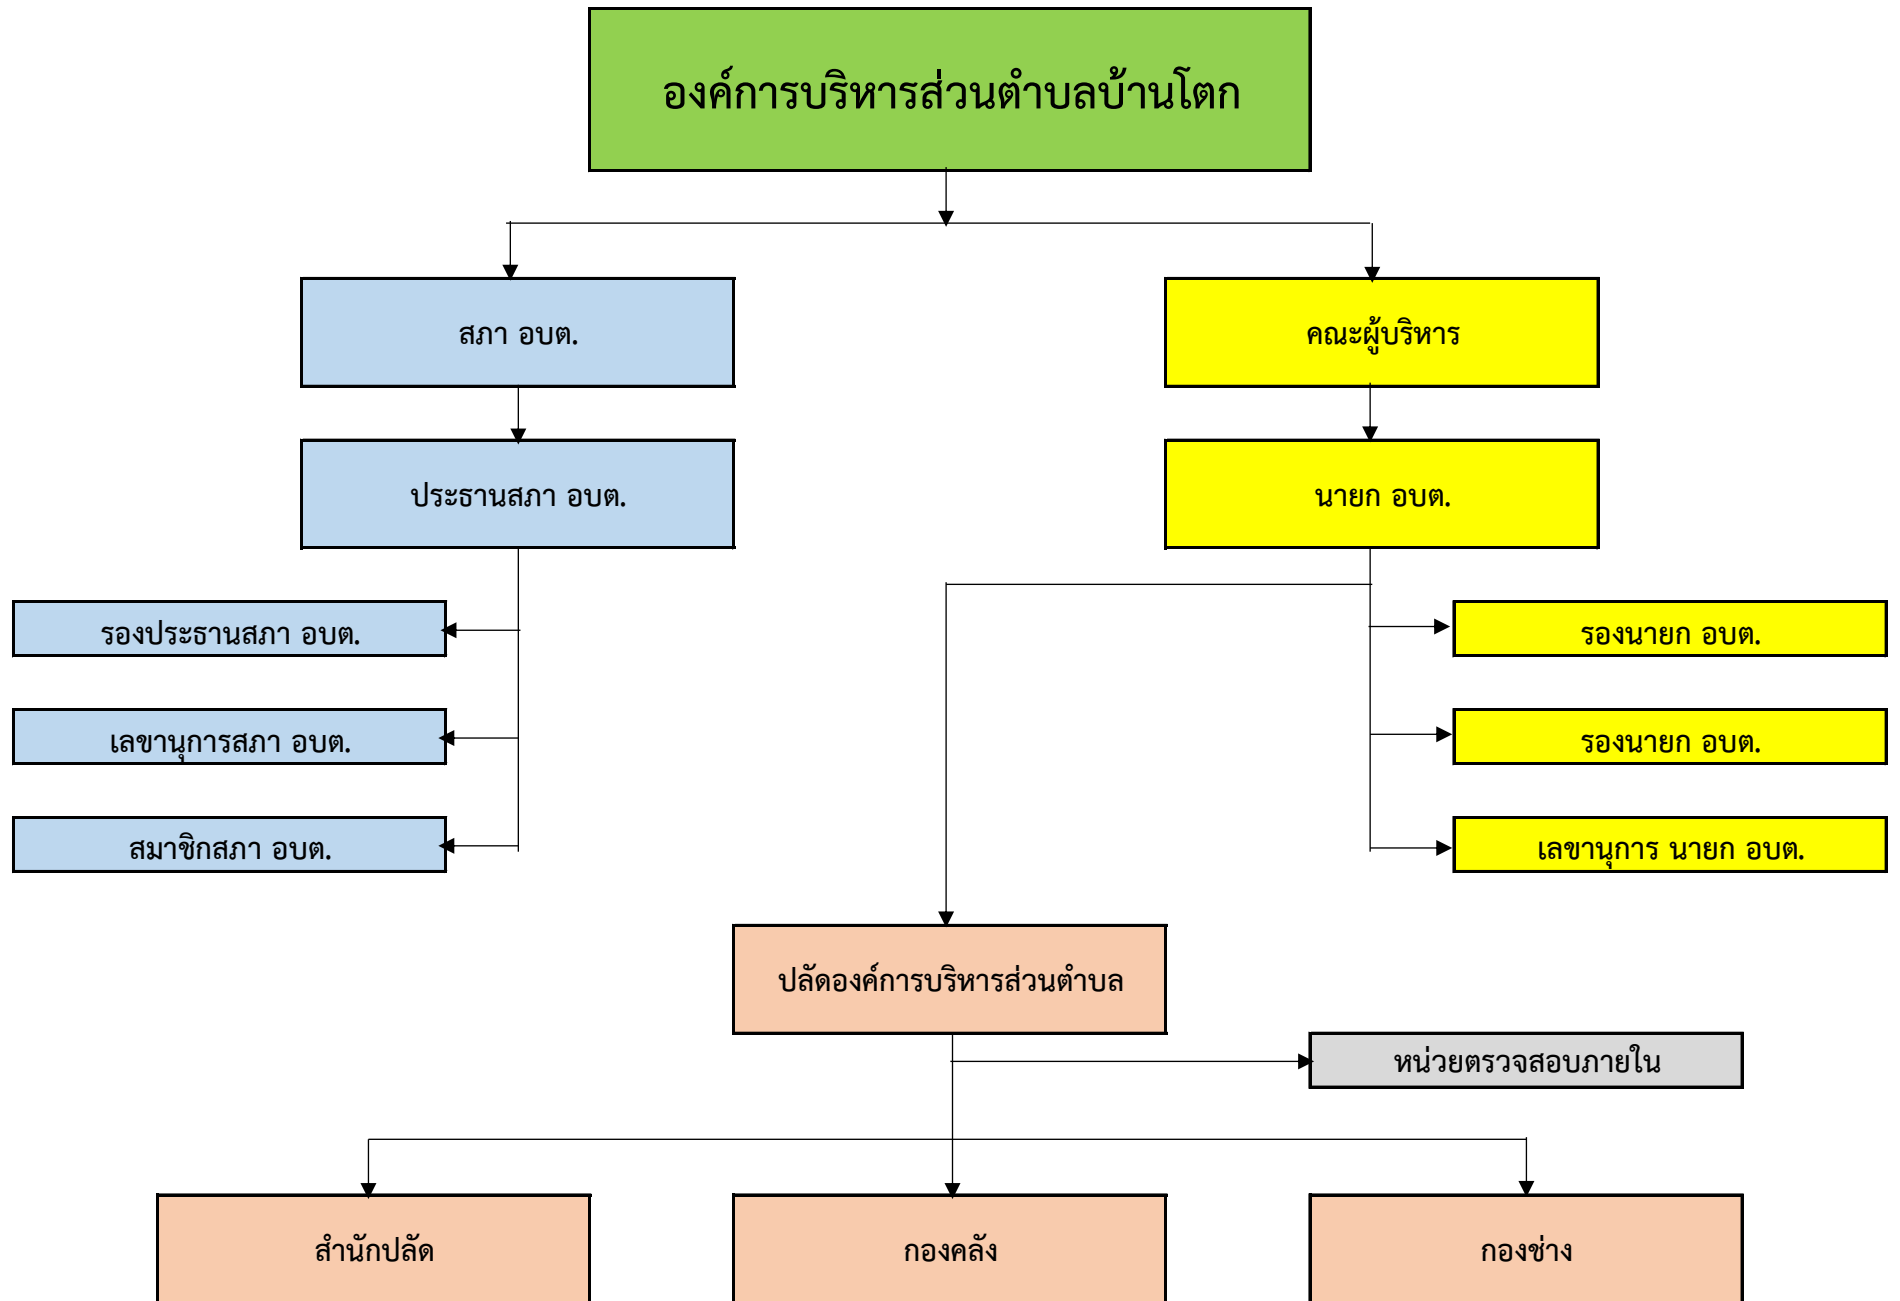 องค์การบริหารส่วนตำบลบ้านโตก
สภา อบต.
คณะผู้บริหาร
ประธานสภา อบต.
นายก อบต.
รองประธานสภา อบต.
รองนายก อบต.
เลขานุการสภา อบต.
รองนายก อบต.
สมาชิกสภา อบต.
เลขานุการ นายก อบต.
ปลัดองค์การบริหารส่วนตำบล
หน่วยตรวจสอบภายใน
สำนักปลัด
กองคลัง
กองช่าง